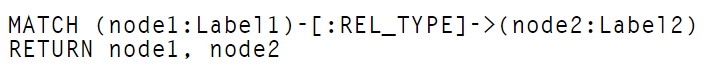 MATCH (node1:Label1)-[:REL_TYPE]->(node2:Label2)
RETURN node1, node2